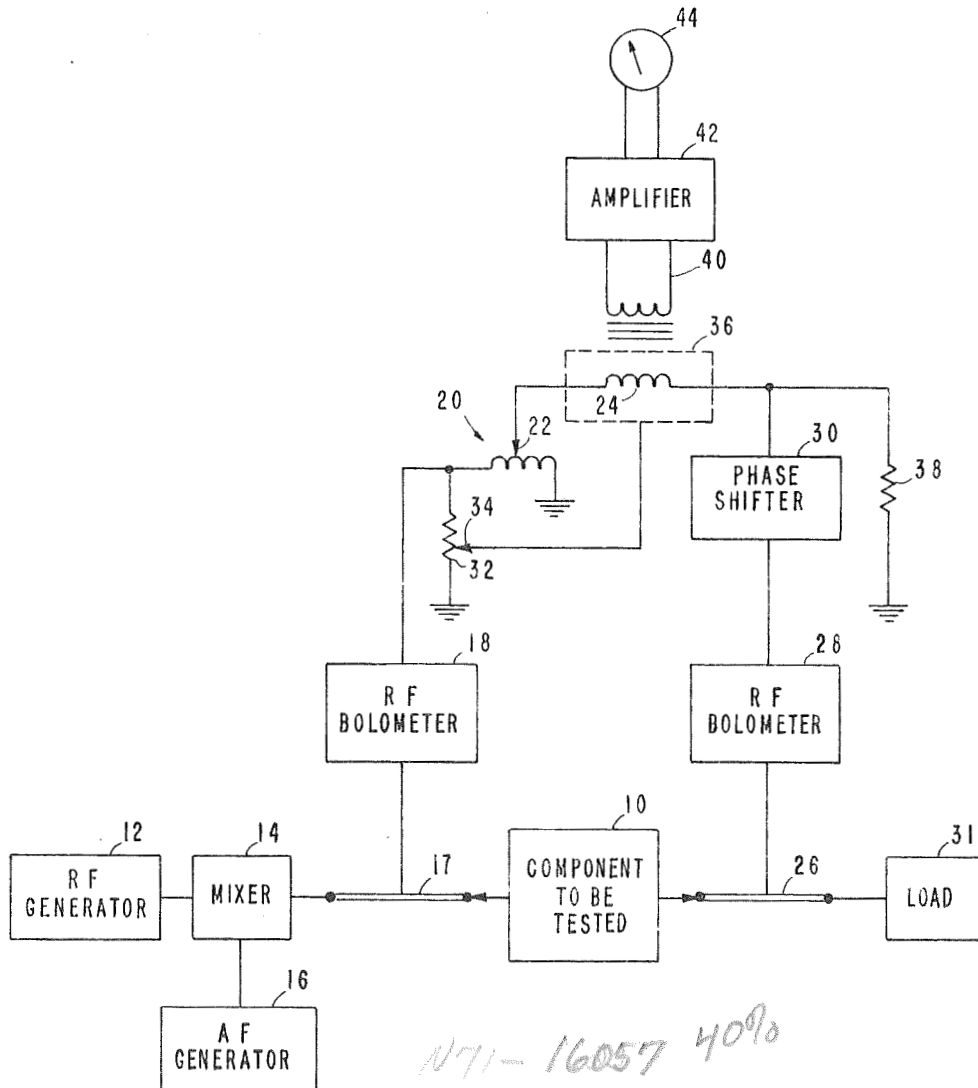 44
42
AMPLIFIER
40
36
24
20
22
30
PHASE
SHIFTER
38
34
32
18
R F
BOLOMETER
28
R F
BOLOMETER
12
R F
GENERATOR
14
MIXER
17
10
COMPONENT
TO BE
TESTED
26
31
LOAD
16
A F
GENERATOR
N71-16057 40%